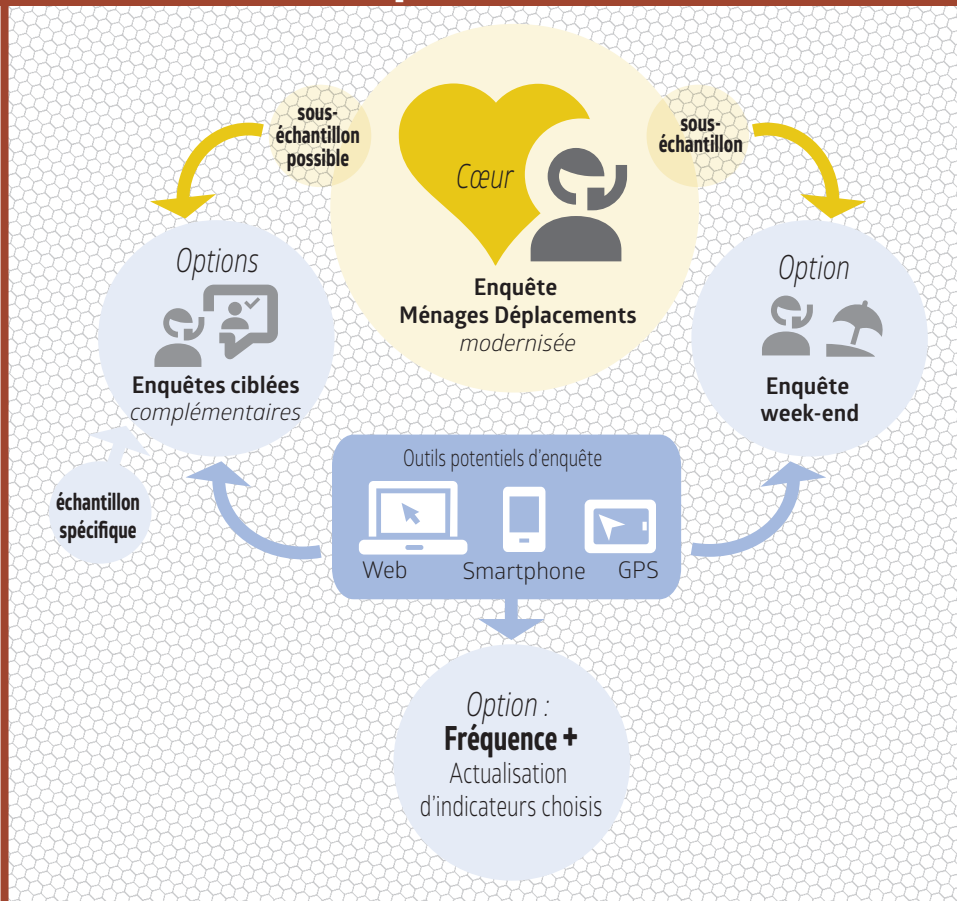 sous-
échantillon
possible
Cœur
sous-
échantillon
Enquête
Ménages Déplacements
modernisée
Options
Enquêtes ciblées
complémentaires
Option
Enquête
week-end
échantillon
spécifique
Outils potentiels d'enquête
Web Smartphone GPS
Option :
Fréquence +
Actualisation
d'indicateurs choisis